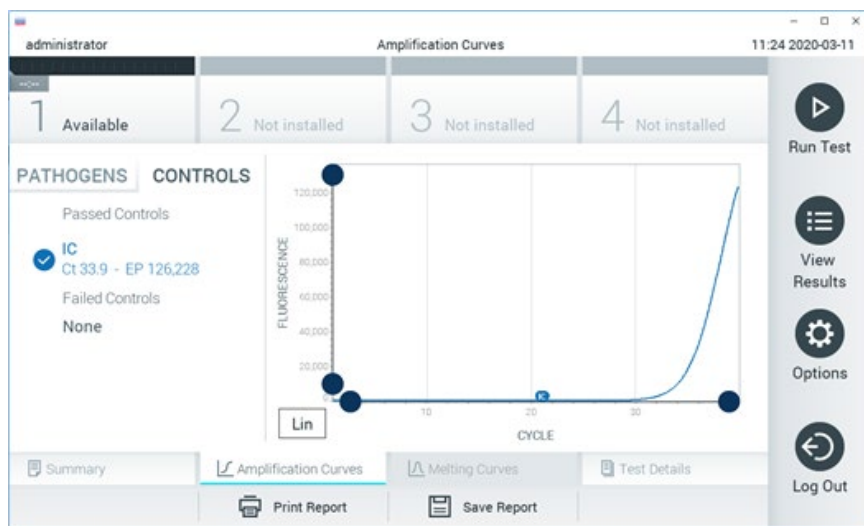 administrator
Amplification Curves
11:24 2020-03-11
1 Available
2 Not installed
3 Not installed
4 Not installed
Run Test
PATHOGENS
CONTROLS
Passed Controls
IC
Ct 33.9 - EP 126,228
Failed Controls
None
FLUORESCENCE
120,000
100,000
80,000
60,000
40,000
20,000
0
IC
10
20
30
CYCLE
Lin
View
Results
Options
Log Out
Summary
Amplification Curves
Melting Curves
Test Details
Print Report
Save Report